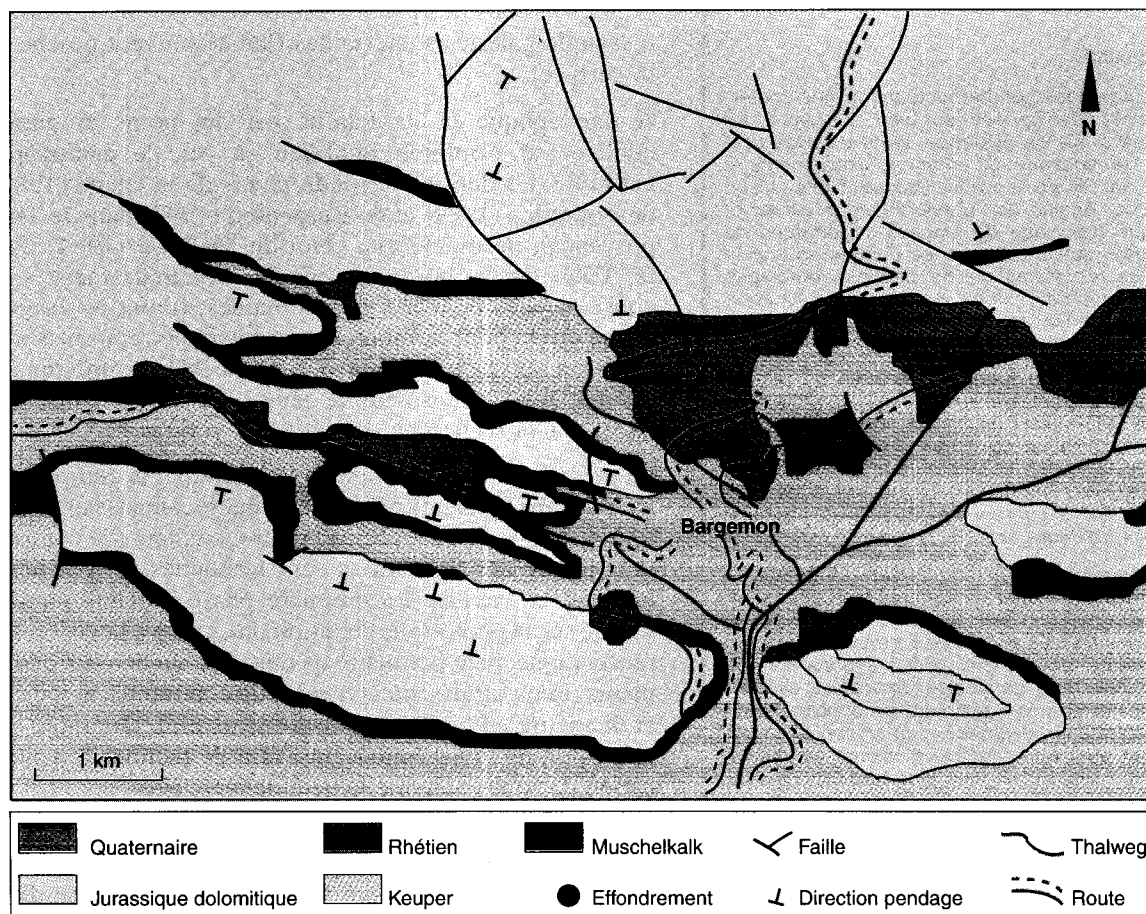 N
Bargemon
1 km
Quaternaire
Rhétien
Muschelkalk
Faille
Thalweg
Jurassique dolomitique
Keuper
Effondrement
Direction pendage
Route